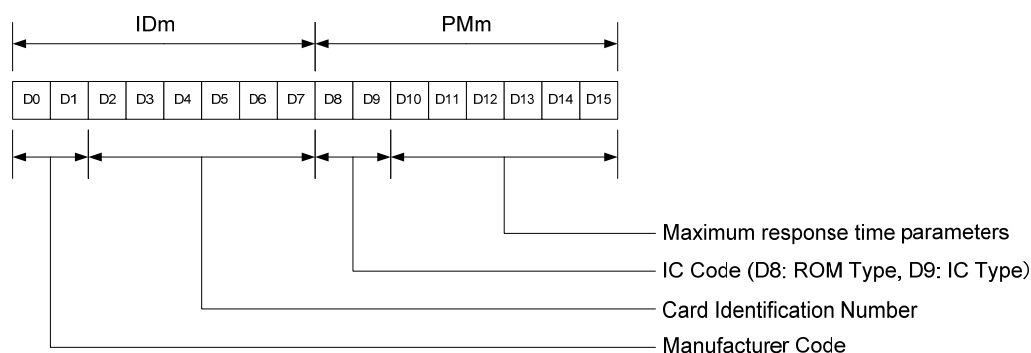 IDm PMm
D0 D1 D2 D3 D4 D5 D6 D7 D8 D9 D10 D11 D12 D13 D14 D15
Maximum response time parameters
IC Code (D8: ROM Type, D9: IC Type)
Card Identification Number
Manufacturer Code